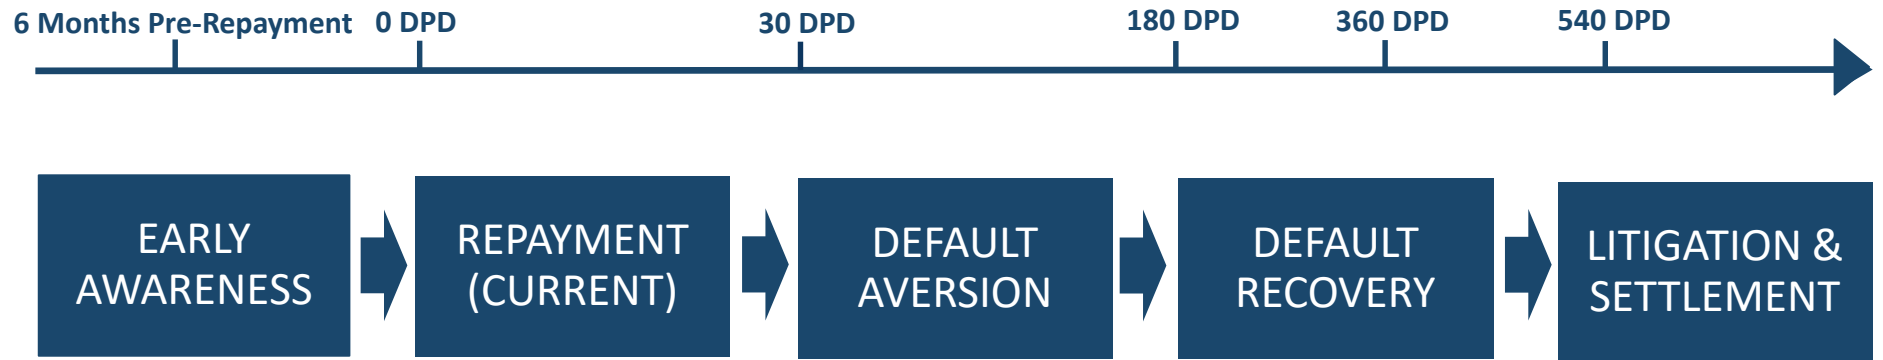 6 Months Pre-Repayment 0 DPD 30 DPD 180 DPD 360 DPD 540 DPD
EARLY
AWARENESS
REPAYMENT
(CURRENT)
DEFAULT
AVERSION
DEFAULT
RECOVERY
LITIGATION &
SETTLEMENT